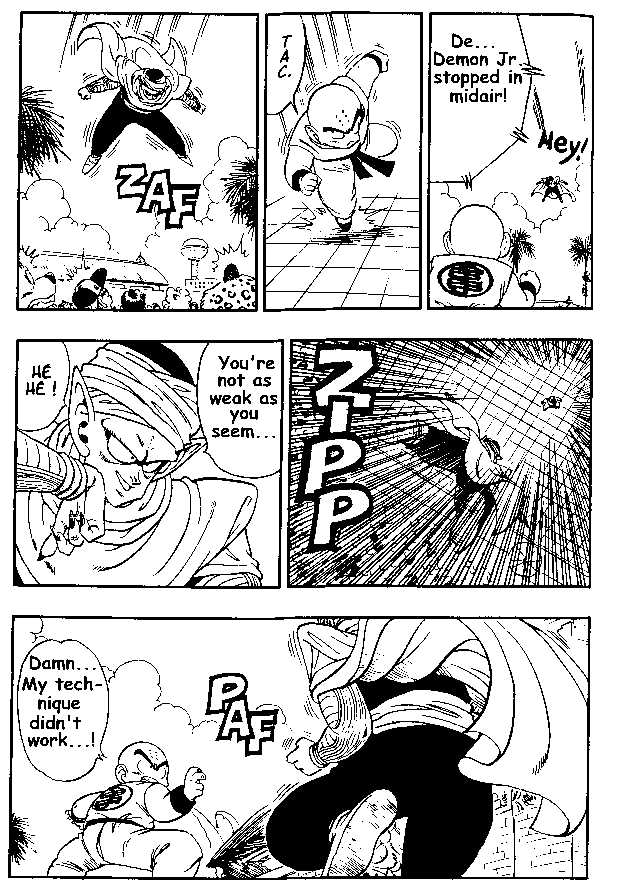 ZAF
TAC.
De...
Demon Jr.
stopped in
midair!
Hey!
HE
HE!
You're
not as
weak as
you
seem...
ZIPP
Damn...
My tech-
nique
didn't
work...!
PAF